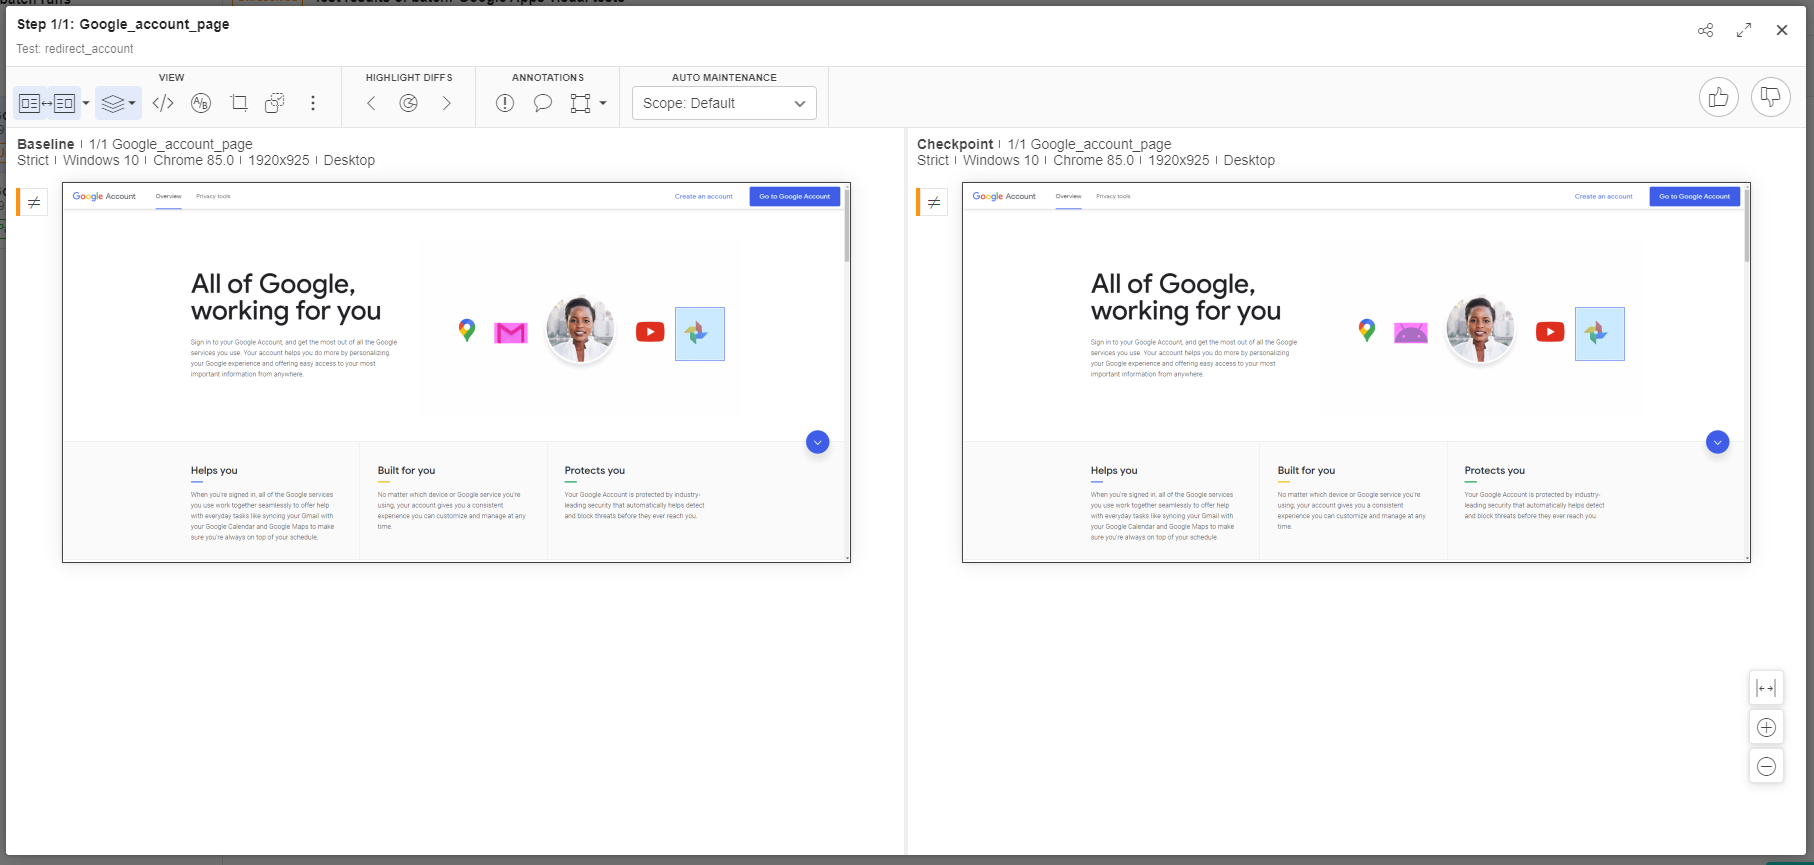 Step 1/1: Google_account_page
Test: redirect_account
VIEW
HIGHLIGHT DIFFS
ANNOTATIONS
AUTO MAINTENANCE
Scope: Default
Baseline | 1/1 Google_account_page
Strict | Windows 10 | Chrome 85.0 | 1920x925 | Desktop
Google Account
Overview
Privacy tools
Create an account
Go to Google Account
All of Google,
working for you
Sign in to your Google Account, and get the most out of all the Google
services you use. Your account helps you do more by personalizing
your Google experience and offering easy access to your most
important information from anywhere.
Helps you
When you're signed in, all of the Google services
you use work together seamlessly to offer help
with everyday tasks like syncing your Gmail with
your Google Calendar and Google Maps to make
sure you're always on top of your schedule.
Built for you
No matter which device or Google service you're
using, your account gives you a consistent
experience you can customize and manage at any
time.
Protects you
Your Google Account is protected by industry-
leading security that automatically helps detect
and block threats before they ever reach you.
Checkpoint | 1/1 Google_account_page
Strict | Windows 10 | Chrome 85.0 | 1920x925 | Desktop
Google Account
Overview
Privacy tools
Create an account
Go to Google Account
All of Google,
working for you
Sign in to your Google Account, and get the most out of all the Google
services you use. Your account helps you do more by personalizing
your Google experience and offering easy access to your most
important information from anywhere.
Helps you
When you're signed in, all of the Google services
you use work together seamlessly to offer help
with everyday tasks like syncing your Gmail with
your Google Calendar and Google Maps to make
sure you're always on top of your schedule.
Built for you
No matter which device or Google service you're
using, your account gives you a consistent
experience you can customize and manage at any
time.
Protects you
Your Google Account is protected by industry-
leading security that automatically helps detect
and block threats before they ever reach you.